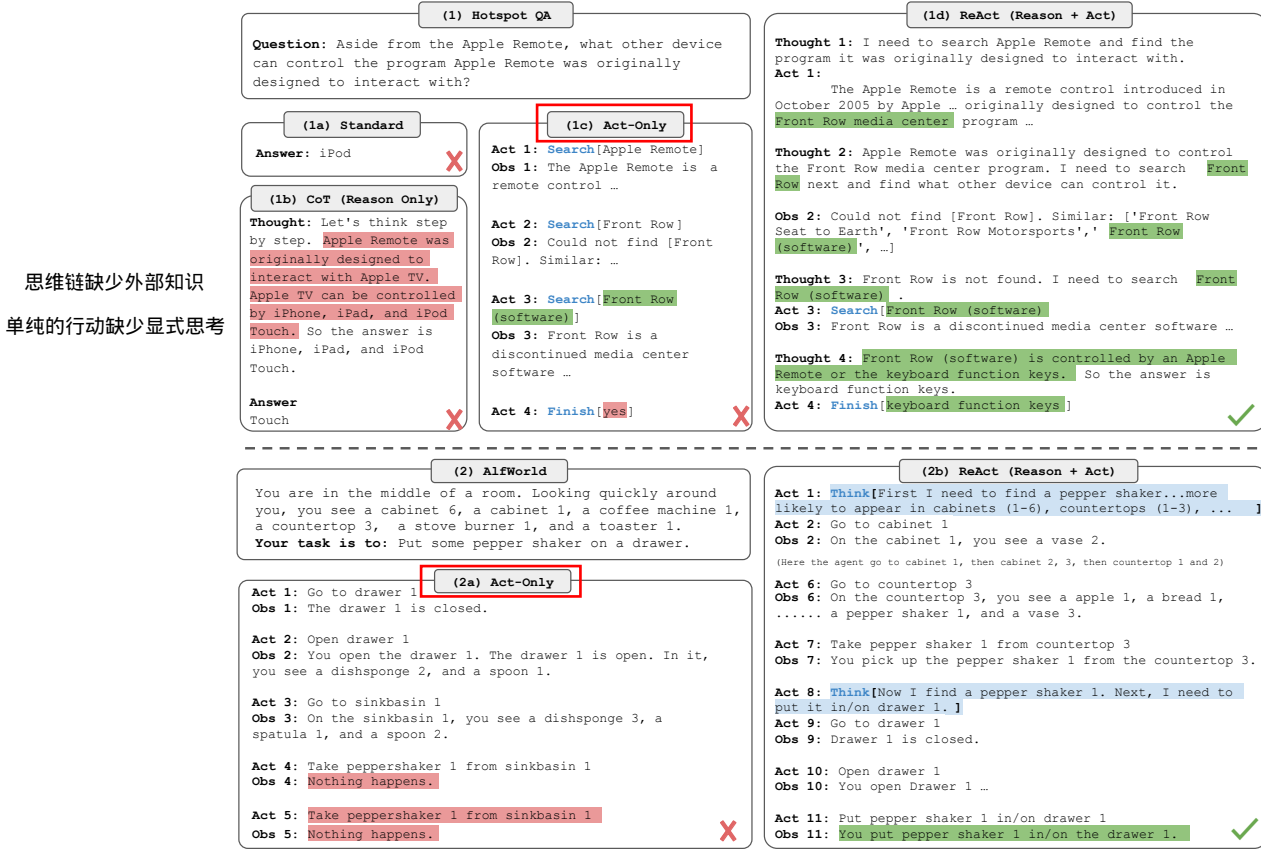 思维链缺少外部知识
单纯的行动缺少显式思考
(1) Hotspot QA
Question: Aside from the Apple Remote, what other device
can control the program Apple Remote was originally
designed to interact with?
(1a) Standard
Answer: iPod
(1b) CoT (Reason Only)
Thought: Let's think step
by step. Apple Remote was
originally designed to
interact with Apple TV.
Apple TV can be controlled
by iPhone, iPad, and iPod
Touch. So the answer is
iPhone, iPad, and iPod
Touch.
Answer
Touch
(1c) Act-Only
Act 1: Search[Apple Remote]
Obs 1: The Apple Remote is a
remote control …
Act 2: Search[Front Row]
Obs 2: Could not find [Front
Row]. Similar: …
Act 3: Search[Front Row
(software)]
Obs 3: Front Row is a
discontinued media center
software …
Act 4: Finish[yes]
(1d) ReAct (Reason + Act)
Thought 1: I need to search Apple Remote and find the
program it was originally designed to interact with.
Act 1:
The Apple Remote is a remote control introduced in
October 2005 by Apple … originally designed to control the
Front Row media center program …
Thought 2: Apple Remote was originally designed to control
the Front Row media center program. I need to search Front
Row next and find what other device can control it.
Obs 2: Could not find [Front Row]. Similar: ['Front Row
Seat to Earth', 'Front Row Motorsports',' Front Row
(software)', …]
Thought 3: Front Row is not found. I need to search Front
Row (software) .
Act 3: Search[Front Row (software)
Obs 3: Front Row is a discontinued media center software …
Thought 4: Front Row (software) is controlled by an Apple
Remote or the keyboard function keys. So the answer is
keyboard function keys.
Act 4: Finish[keyboard function keys]
(2) AlfWorld
You are in the middle of a room. Looking quickly around
you, you see a cabinet 6, a cabinet 1, a coffee machine 1,
a countertop 3, a stove burner 1, and a toaster 1.
Your task is to: Put some pepper shaker on a drawer.
(2a) Act-Only
Act 1: Go to drawer 1
Obs 1: The drawer 1 is closed.
Act 2: Open drawer 1
Obs 2: You open the drawer 1. The drawer 1 is open. In it,
you see a dishsponge 2, and a spoon 1.
Act 3: Go to sinkbasin 1
Obs 3: On the sinkbasin 1, you see a dishsponge 3, a
spatula 1, and a spoon 2.
Act 4: Take peppershaker 1 from sinkbasin 1
Obs 4: Nothing happens.
Act 5: Take peppershaker 1 from sinkbasin 1
Obs 5: Nothing happens.
(2b) ReAct (Reason + Act)
Act 1: Think[First I need to find a pepper shaker...more
likely to appear in cabinets (1-6), countertops (1-3), ... ]
Act 2: Go to cabinet 1
Obs 2: On the cabinet 1, you see a vase 2.
(Here the agent go to cabinet 1, then cabinet 2, 3, then countertop 1 and 2)
Act 6: Go to countertop 3
Obs 6: On the countertop 3, you see a apple 1, a bread 1,
...... a pepper shaker 1, and a vase 3.
Act 7: Take pepper shaker 1 from countertop 3
Obs 7: You pick up the pepper shaker 1 from the countertop 3.
Act 8: Think[Now I find a pepper shaker 1. Next, I need to
put it in/on drawer 1. ]
Act 9: Go to drawer 1
Obs 9: Drawer 1 is closed.
Act 10: Open drawer 1
Obs 10: You open Drawer 1 …
Act 11: Put pepper shaker 1 in/on drawer 1
Obs 11: You put pepper shaker 1 in/on the drawer 1.